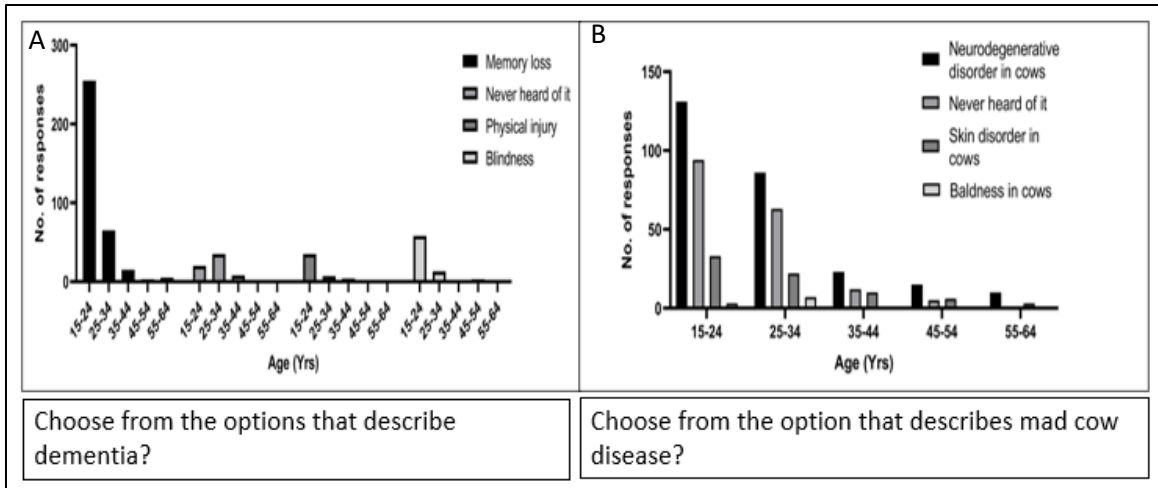 A
300
200
100
0
No. of responses
Memory loss
Never heard of it
Physical injury
Blindness
15-24
25-34
35-44
45-54
55-64
15-24
25-34
35-44
45-54
55-64
15-24
25-34
35-44
45-54
55-64
15-24
25-34
35-44
45-54
55-64
Age (Yrs)
B
150
100
50
0
No. of responses
Neurodegenerative
disorder in cows
Never heard of it
Skin disorder in
cows
Baldness in cows
15-24
25-34
35-44
45-54
55-64
Age (Yrs)
Choose from the options that describe
dementia?
Choose from the option that describes mad cow
disease?